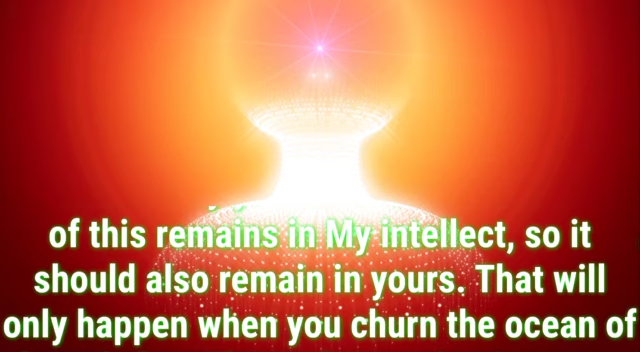 of this remains in My intellect, so it
should also remain in yours. That will
only happen when you churn the ocean of